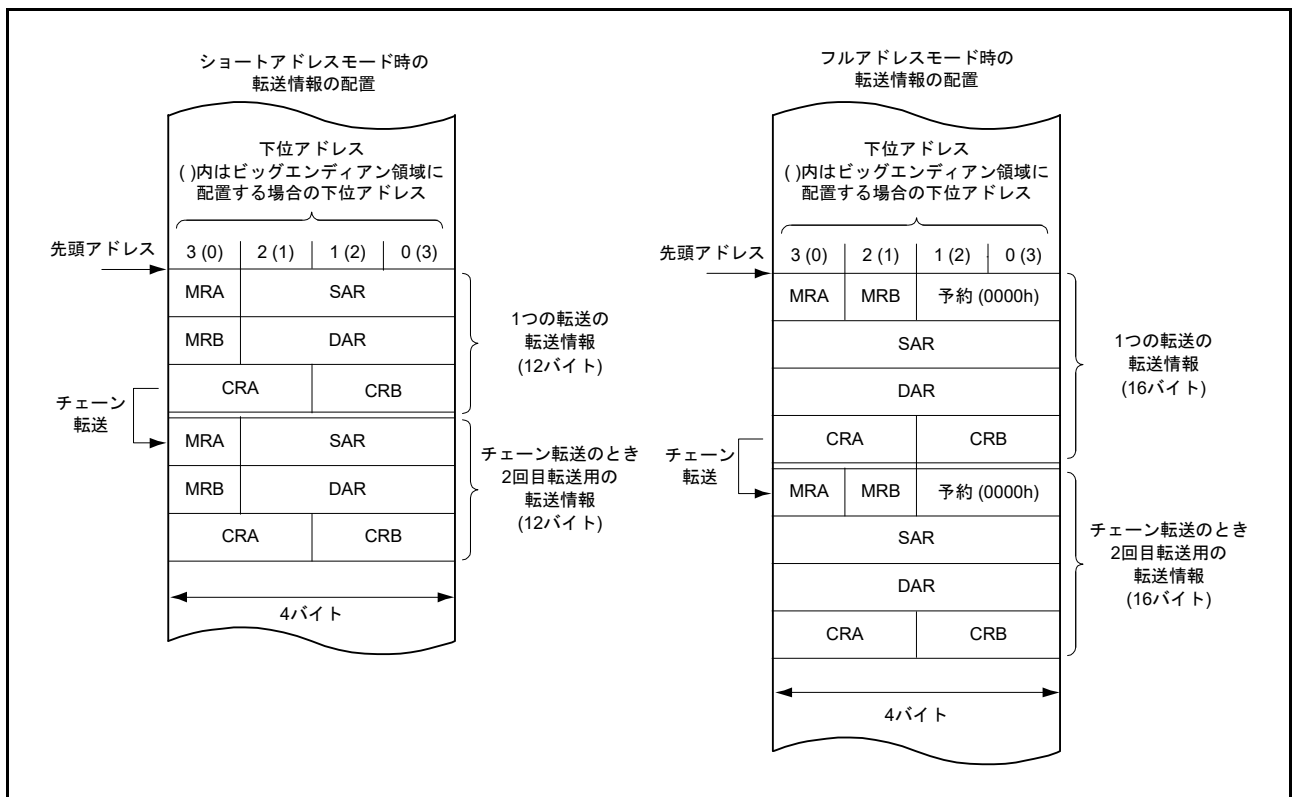 ショートアドレスモード時の
転送情報の配置
下位アドレス
( )内はビッグエンディアン領域に
配置する場合の下位アドレス
先頭アドレス
3 (0) 2 (1) 1 (2) 0 (3)
MRA SAR
MRB DAR
CRA CRB
1つの転送の
転送情報
(12バイト)
チェーン
転送
MRA SAR
MRB DAR
CRA CRB
チェーン転送のとき
2回目転送用の
転送情報
(12バイト)
4バイト
フルアドレスモード時の
転送情報の配置
下位アドレス
( )内はビッグエンディアン領域に
配置する場合の下位アドレス
先頭アドレス
3 (0) 2 (1) 1 (2) 0 (3)
MRA MRB 予約 (0000h)
SAR
DAR
CRA CRB
1つの転送の
転送情報
(16バイト)
チェーン
転送
MRA MRB 予約 (0000h)
SAR
DAR
CRA CRB
チェーン転送のとき
2回目転送用の
転送情報
(16バイト)
4バイト